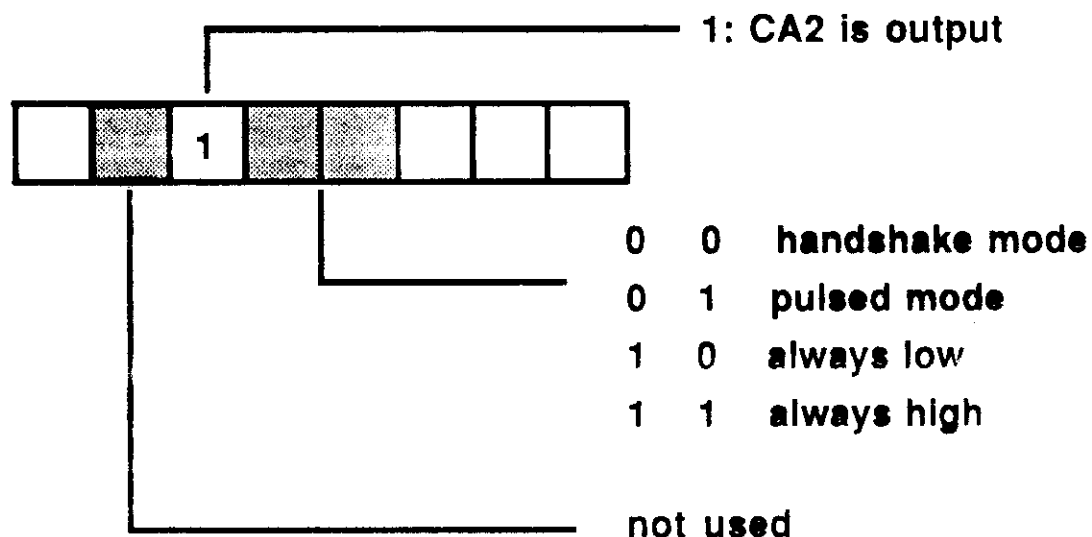 1: CA2 is output
1
0 0 handshake mode
0 1 pulsed mode
1 0 always low
1 1 always high
not used